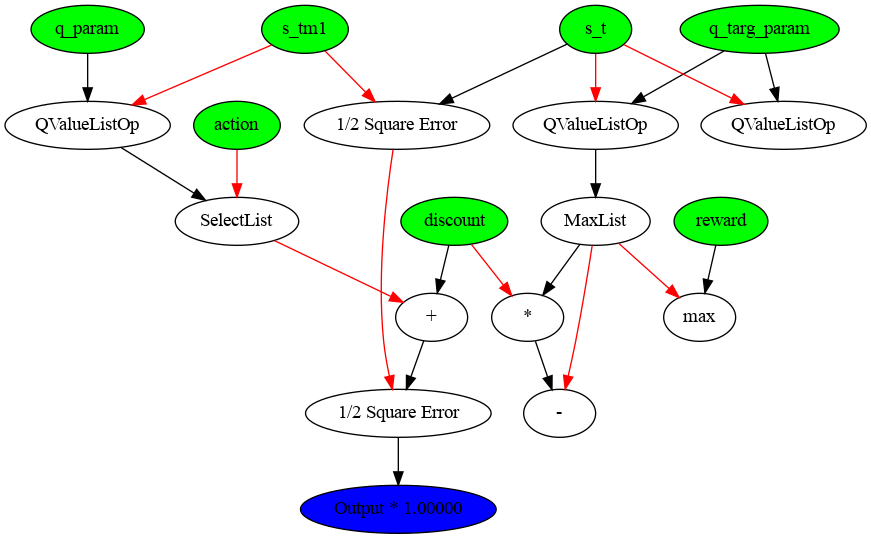 q_param
s_tm1
s_t
q_targ_param
QValueListOp
action
1/2 Square Error
QValueListOp
QValueListOp
SelectList
discount
MaxList
reward
+
*
max
1/2 Square Error
-
Output * 1.00000